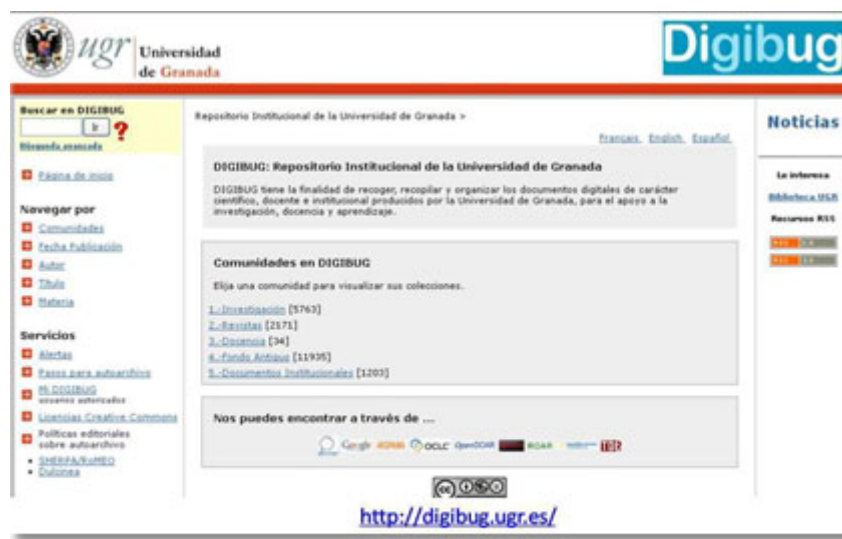 ugr Universidad
de Granada
Digibug
Buscar en DIGIBUG
Ir ?
Búsqueda avanzada
Página de inicio
Navegar por
Comunidades
Fecha Publicación
Autor
Título
Materia
Servicios
Alertas
Pasos para autoarchivo
Mi DIGIBUG
usuarios autorizados
Licencias Creative Commons
Políticas editoriales
sobre autoarchivo
SHERPA/RoMEO
Dulcinea
Repositorio Institucional de la Universidad de Granada >
Français English Español
DIGIBUG: Repositorio Institucional de la Universidad de Granada
DIGIBUG tiene la finalidad de recoger, recopilar y organizar los documentos digitales de carácter
científico, docente e institucional producidos por la Universidad de Granada, para el apoyo a la
investigación, docencia y aprendizaje.
Comunidades en DIGIBUG
Elija una comunidad para visualizar sus colecciones.
1.-Investigación [5763]
2.-Revistas [2171]
3.-Docencia [34]
4.-Fondo Antiguo [11935]
5.-Documentos Institucionales [1203]
Nos puedes encontrar a través de ...
Google OCLC OpenDOAR ROAR TDR
cc
Noticias
Le interesa
Biblioteca UGR
Recursos RSS
http://digibug.ugr.es/